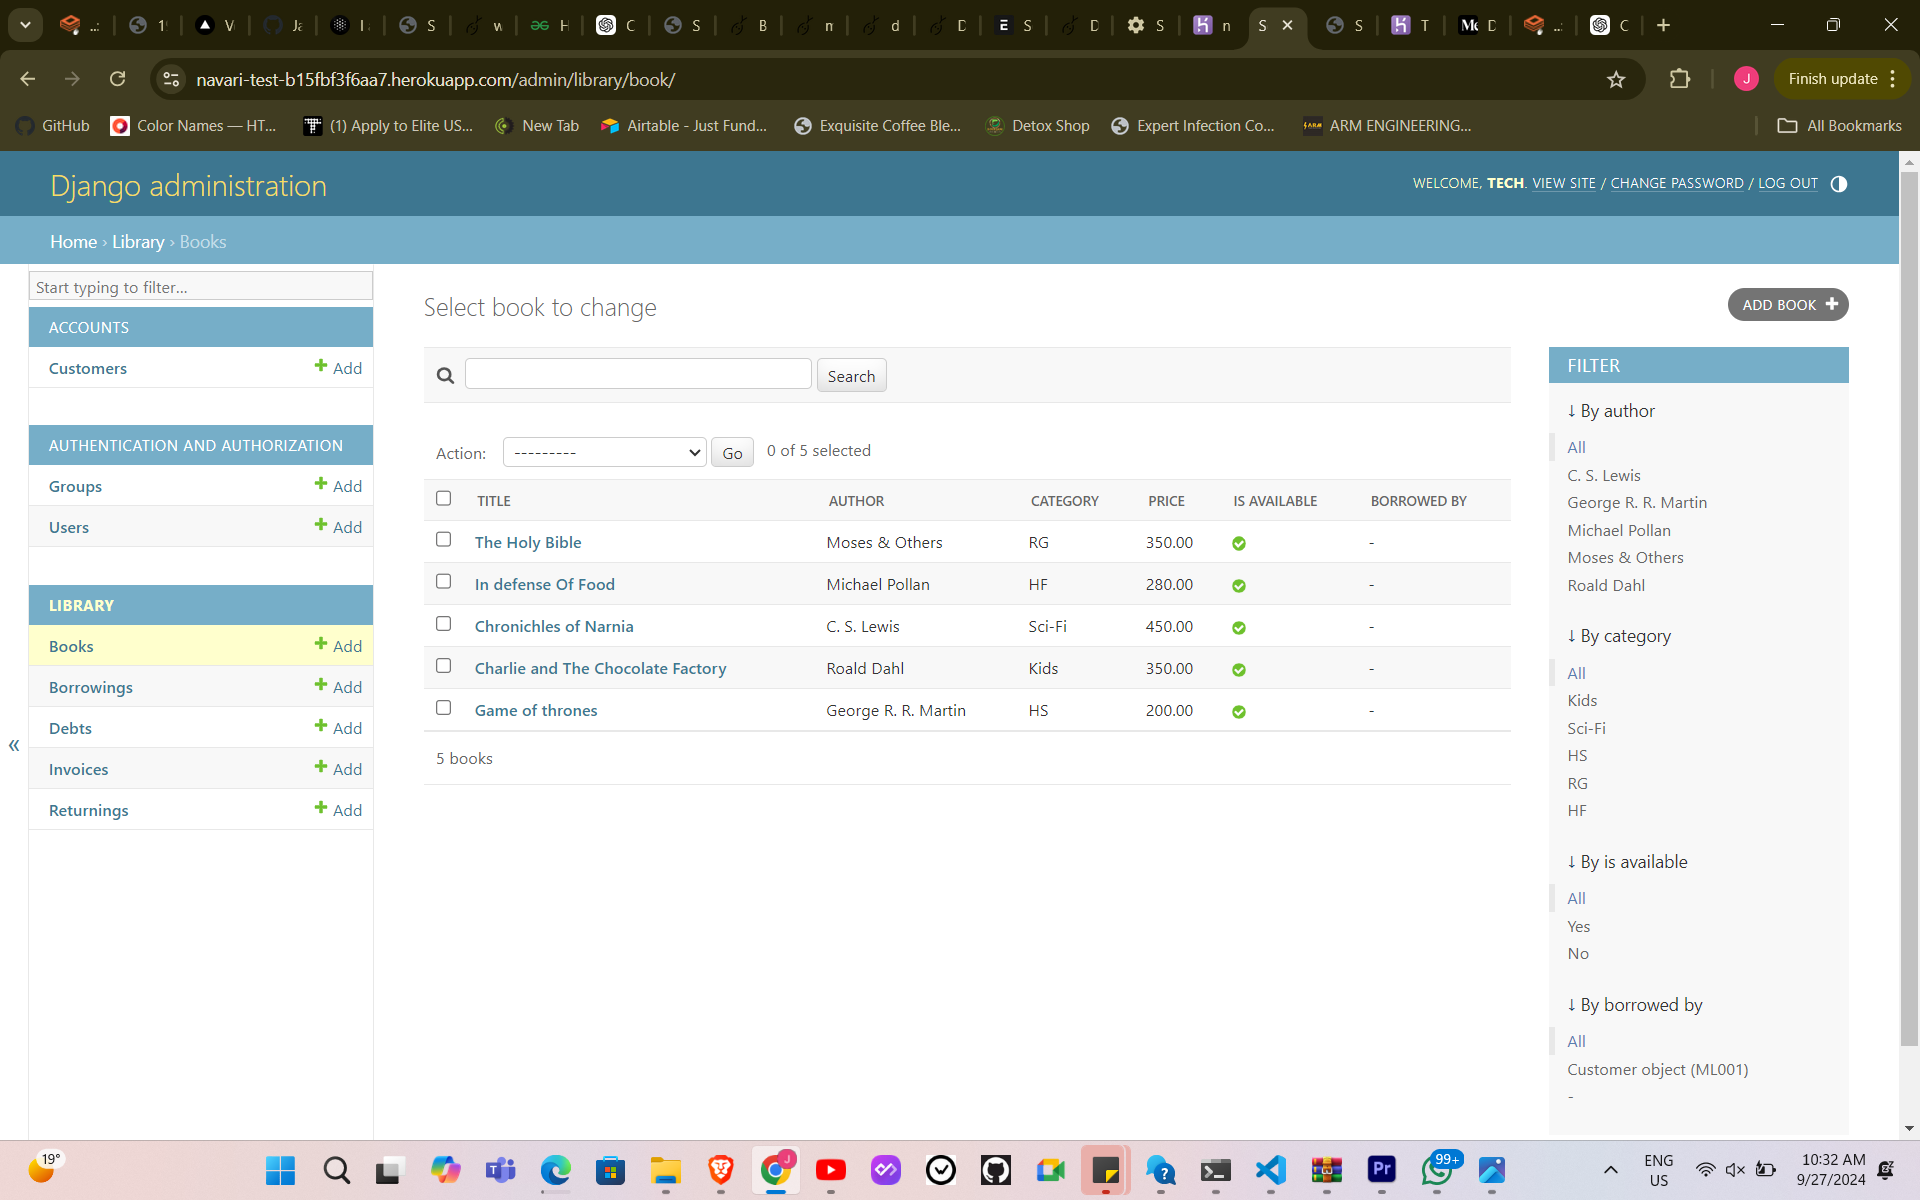 navari-test-b15fbf3f6aa7.herokuapp.com/admin/library/book/
J
Finish update
GitHub
Color Names — HT...
(1) Apply to Elite US...
New Tab
Airtable - Just Fund...
Exquisite Coffee Ble...
Detox Shop
Expert Infection Co...
ARM ENGINEERING...
All Bookmarks
Django administration
WELCOME, TECH. VIEW SITE / CHANGE PASSWORD / LOG OUT
Home › Library › Books
Start typing to filter...
ACCOUNTS
Customers Add
AUTHENTICATION AND AUTHORIZATION
Groups Add
Users Add
LIBRARY
Books Add
Borrowings Add
Debts Add
Invoices Add
Returnings Add
«
Select book to change
ADD BOOK +
Search
Action: --------- Go 0 of 5 selected
TITLE AUTHOR CATEGORY PRICE IS AVAILABLE BORROWED BY
The Holy Bible Moses & Others RG 350.00 -
In defense Of Food Michael Pollan HF 280.00 -
Chronichles of Narnia C. S. Lewis Sci-Fi 450.00 -
Charlie and The Chocolate Factory Roald Dahl Kids 350.00 -
Game of thrones George R. R. Martin HS 200.00 -
5 books
FILTER
↓ By author
All
C. S. Lewis
George R. R. Martin
Michael Pollan
Moses & Others
Roald Dahl
↓ By category
All
Kids
Sci-Fi
HS
RG
HF
↓ By is available
All
Yes
No
↓ By borrowed by
All
Customer object (ML001)
-
19°
J
Pr
99+
ENG
US
10:32 AM
9/27/2024